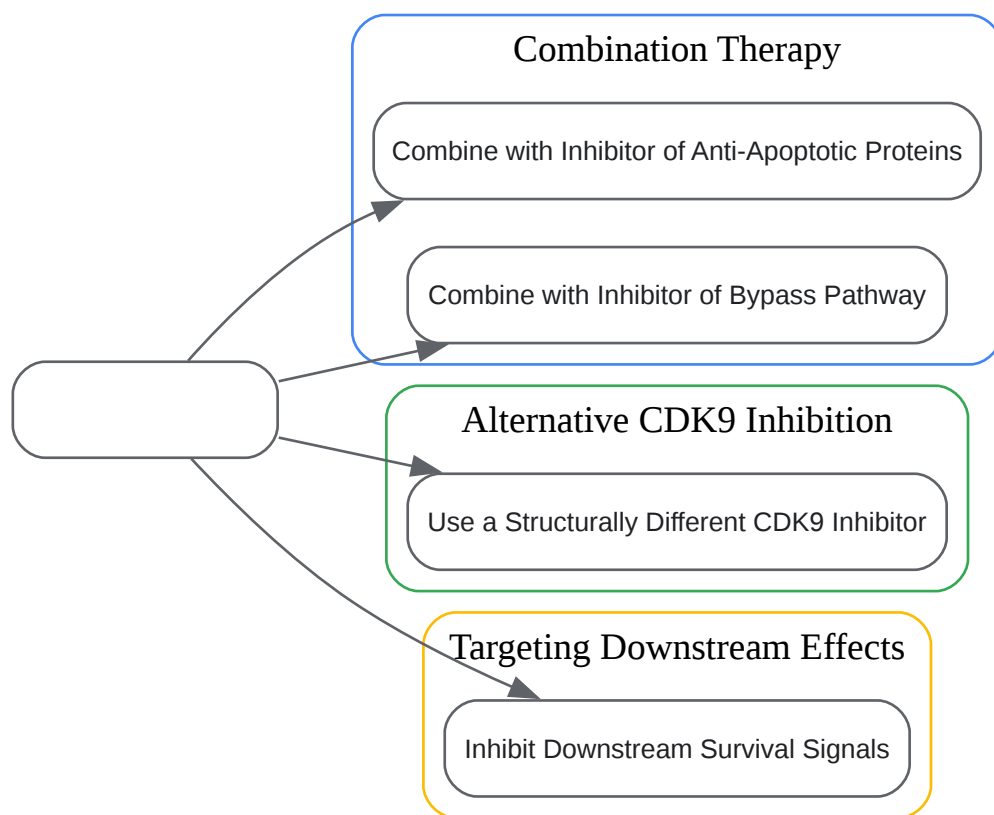 Combination Therapy
Combine with Inhibitor of Anti-Apoptotic Proteins
Combine with Inhibitor of Bypass Pathway
Alternative CDK9 Inhibition
Use a Structurally Different CDK9 Inhibitor
Targeting Downstream Effects
Inhibit Downstream Survival Signals